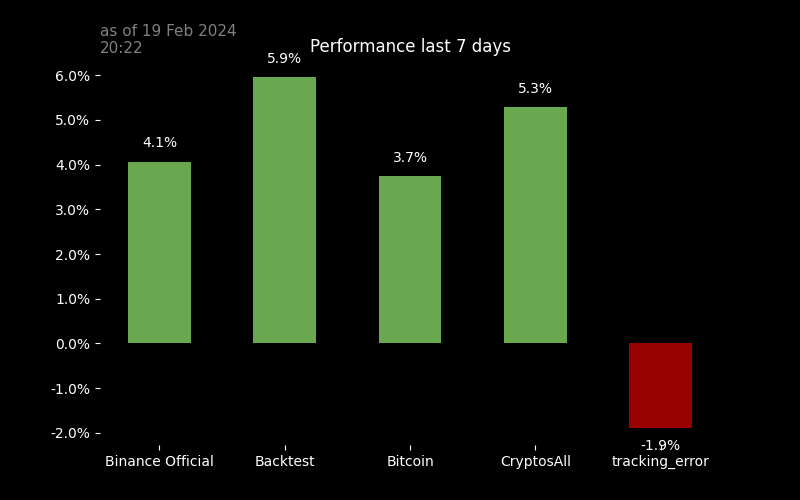 as of 19 Feb 2024
20:22
Performance last 7 days
5.9%
6.0%
5.3%
5.0%
4.1%
4.0%
3.7%
3.0%
2.0%
1.0%
0.0%
-1.0%
-2.0%
-1.9%
Binance Official
Backtest
Bitcoin
CryptosAll
tracking_error